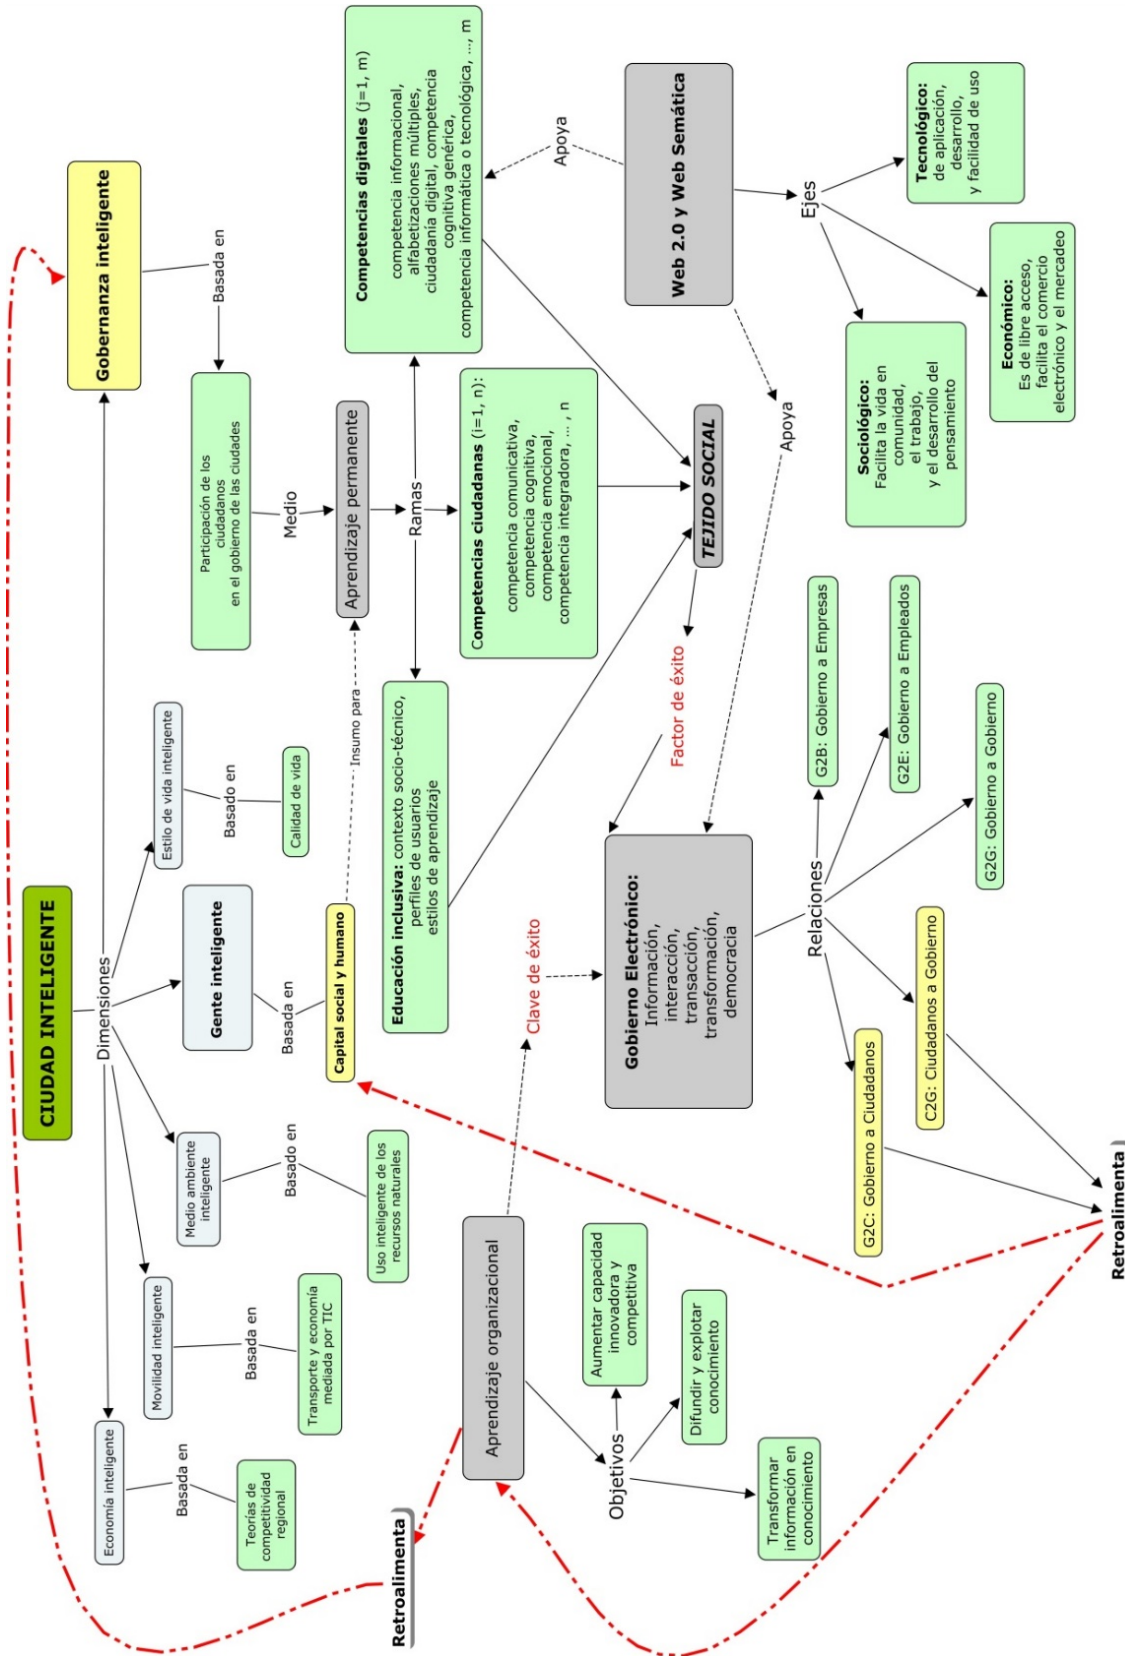 CIUDAD INTELIGENTE
Dimensiones
Economía inteligente
Basada en
Teorías de
competitividad
regional
Movilidad inteligente
Basada en
Transporte y economía
mediada por TIC
Medio ambiente
inteligente
Basado en
Uso inteligente de los
recursos naturales
Gente inteligente
Basada en
Capital social y humano
Insumo para
Estilo de vida inteligente
Basado en
Calidad de vida
Gobernanza inteligente
Basada en
Participación de los
ciudadanos
en el gobierno de las ciudades
Medio
Aprendizaje permanente
Ramas
Educación inclusiva: contexto socio-técnico,
perfiles de usuarios
estilos de aprendizaje
Competencias ciudadanas (i=1, n):
competencia comunicativa,
competencia cognitiva,
competencia emocional,
competencia integradora, ... , n
Competencias digitales (j=1, m)
competencia informacional,
alfabetizaciones múltiples,
ciudadanía digital, competencia
cognitiva genérica,
competencia informática o tecnológica, ..., m
Apoya
Web 2.0 y Web Semática
Apoya
Ejes
Sociológico:
Facilita la vida en
comunidad,
el trabajo,
y el desarrollo del
pensamiento
Económico:
Es de libre acceso,
facilita el comercio
electrónico y el mercadeo
Tecnológico:
de aplicación,
desarrollo,
y facilidad de uso
TEJIDO SOCIAL
Factor de éxito
Retroalimenta
Aprendizaje organizacional
Clave de éxito
Objetivos
Transformar
información en
conocimiento
Difundir y explotar
conocimiento
Aumentar capacidad
innovadora y
competitiva
Gobierno Electrónico:
Información,
interacción,
transacción,
transformación,
democracia
Relaciones
G2C: Gobierno a Ciudadanos
C2G: Ciudadanos a Gobierno
G2G: Gobierno a Gobierno
G2E: Gobierno a Empleados
G2B: Gobierno a Empresas
Retroalimenta